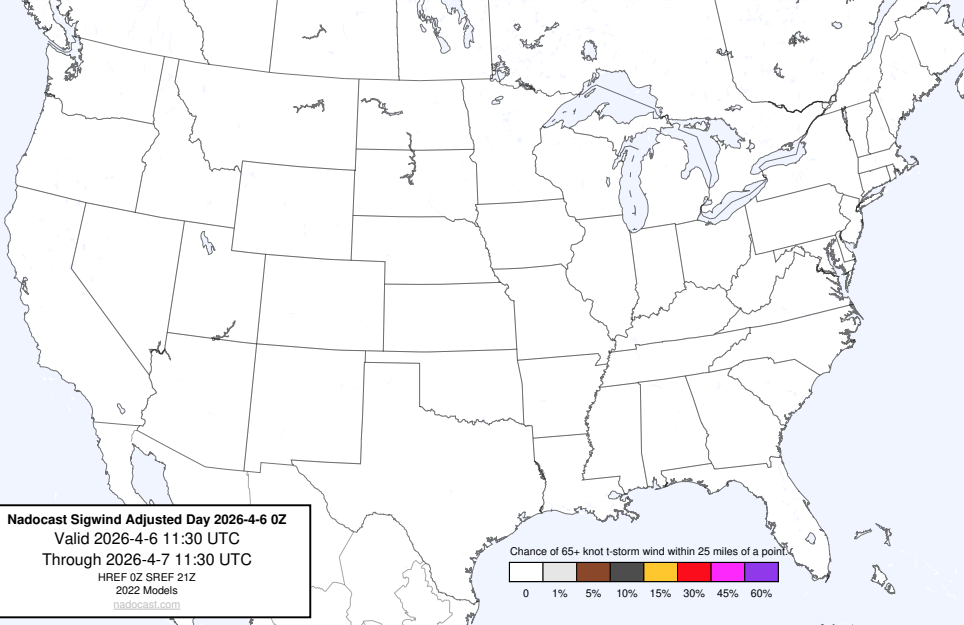 Nadocast Sigwind Adjusted Day 2026-4-6 0Z
Valid 2026-4-6 11:30 UTC
Through 2026-4-7 11:30 UTC
HREF 0Z SREF 21Z
2022 Models
nadocast.com
Chance of 65+ knot t-storm wind within 25 miles of a point.
0 1% 5% 10% 15% 30% 45% 60%